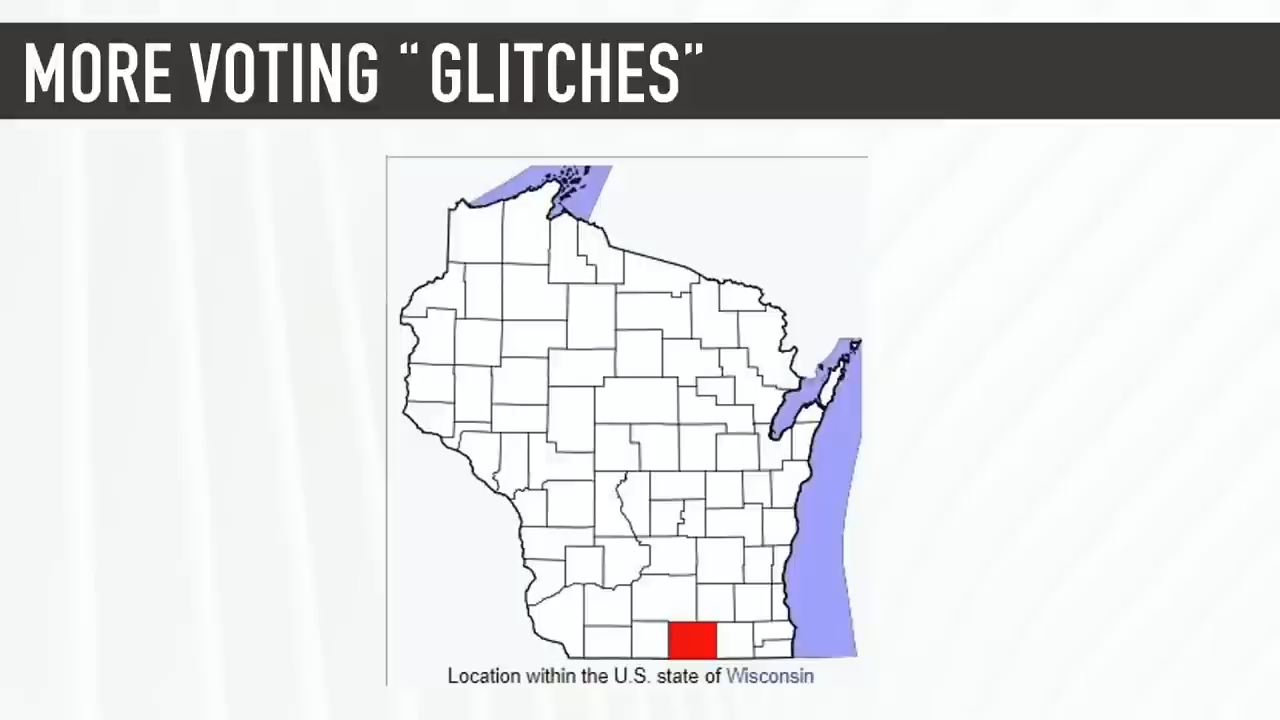 MORE VOTING “GLITCHES”
Location within the U.S. state of Wisconsin